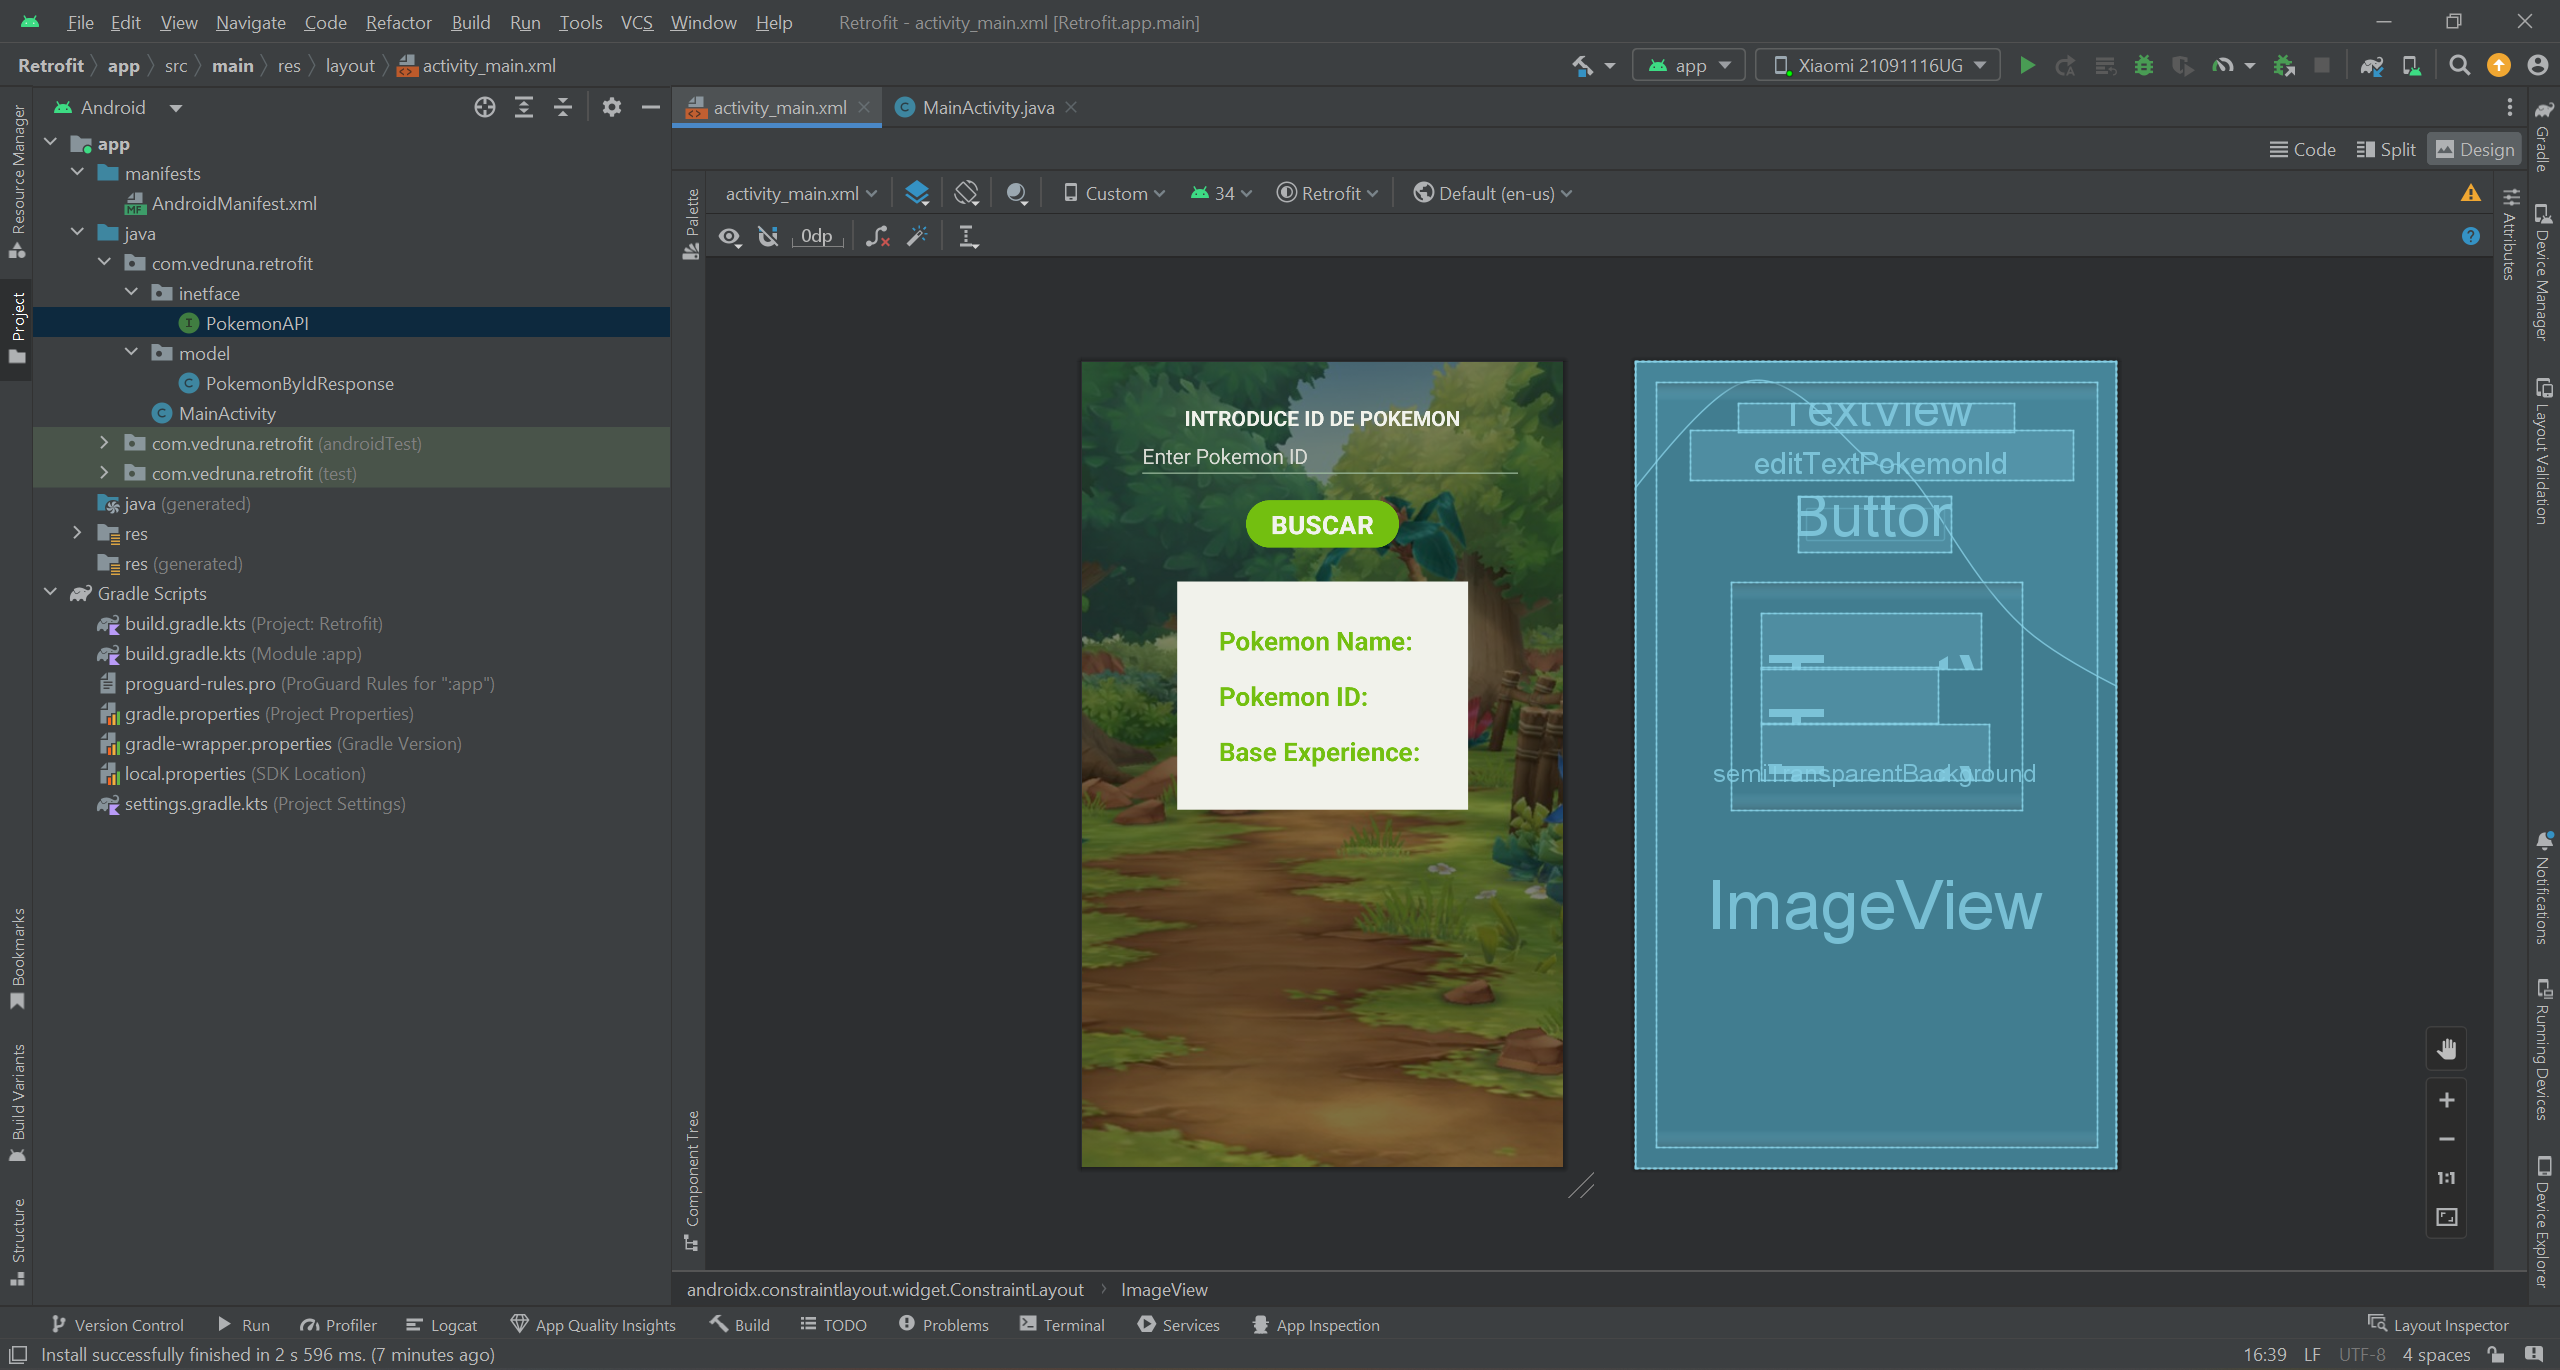 File Edit View Navigate Code Refactor Build Run Tools VCS Window Help Retrofit - activity_main.xml [Retrofit.app.main]
Retrofit app src main res layout activity_main.xml app Xiaomi 21091116UG
Android
activity_main.xml MainActivity.java
Code Split Design
app
manifests
AndroidManifest.xml
java
com.vedruna.retrofit
inetface
PokemonAPI
model
PokemonByIdResponse
MainActivity
com.vedruna.retrofit (androidTest)
com.vedruna.retrofit (test)
java (generated)
res
res (generated)
Gradle Scripts
build.gradle.kts (Project: Retrofit)
build.gradle.kts (Module :app)
proguard-rules.pro (ProGuard Rules for ":app")
gradle.properties (Project Properties)
gradle-wrapper.properties (Gradle Version)
local.properties (SDK Location)
settings.gradle.kts (Project Settings)
Resource Manager
Project
Bookmarks
Build Variants
Structure
Palette
Component Tree
activity_main.xml Custom 34 Retrofit Default (en-us)
0dp
INTRODUCE ID DE POKEMON
Enter Pokemon ID
BUSCAR
Pokemon Name:
Pokemon ID:
Base Experience:
TextView
editTextPokemonId
Button
semiTransparentBackground
ImageView
1:1
Attributes
Gradle
Device Manager
Layout Validation
Notifications
Running Devices
Device Explorer
androidx.constraintlayout.widget.ConstraintLayout ImageView
Version Control Run Profiler Logcat App Quality Insights Build TODO Problems Terminal Services App Inspection Layout Inspector
Install successfully finished in 2 s 596 ms. (7 minutes ago) 16:39 LF UTF-8 4 spaces